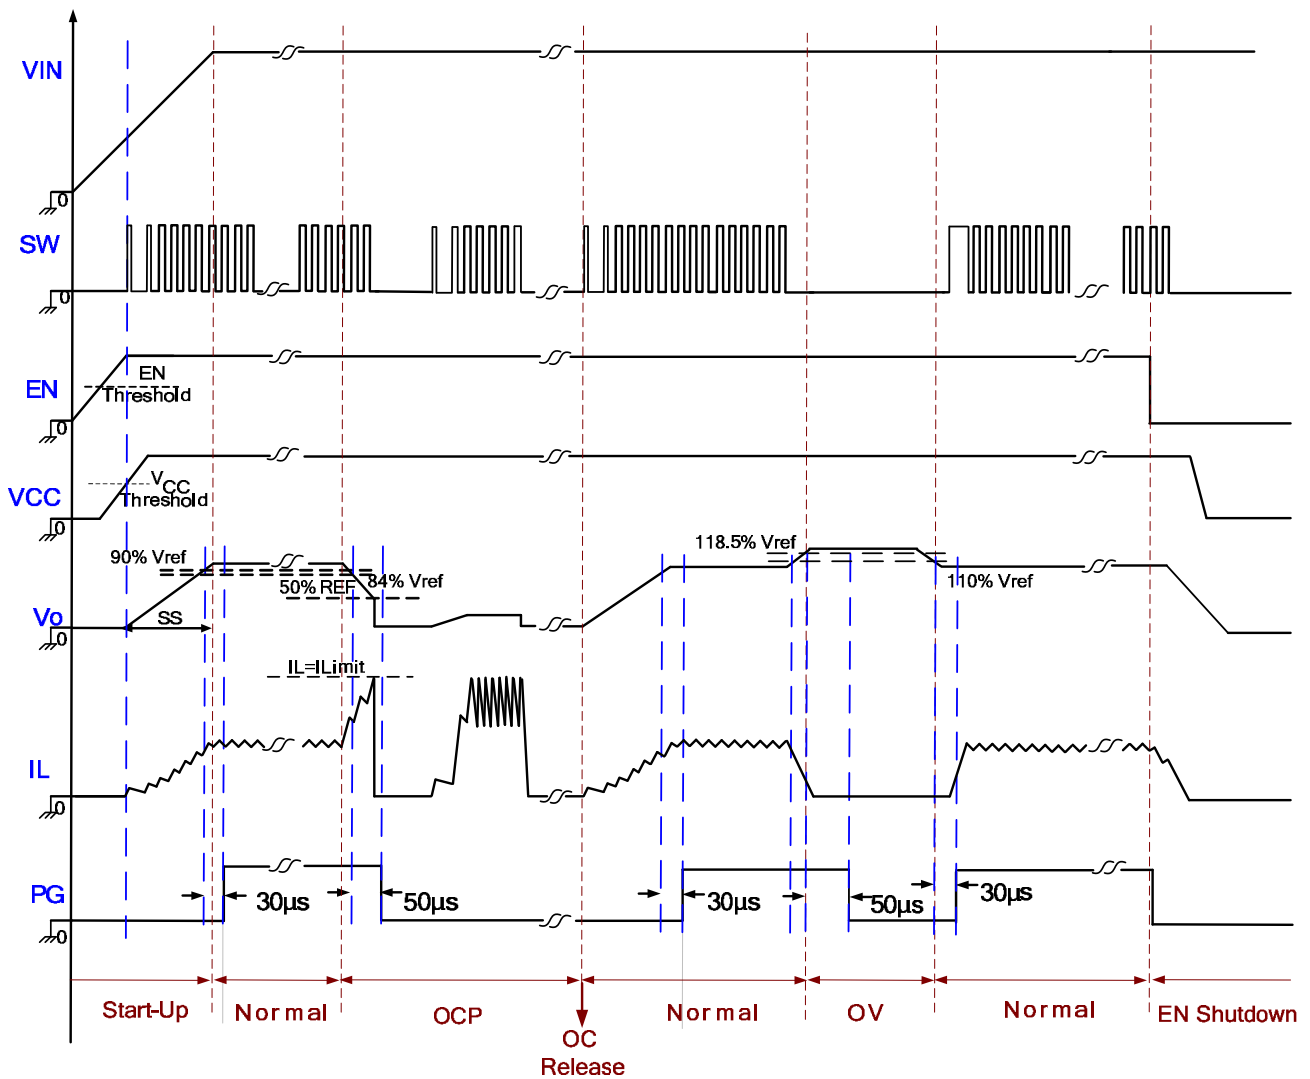 VIN
0
SW
0
EN
EN
Threshold
0
VCC
VCC
Threshold
0
90% Vref
50% REF
84% Vref
118.5% Vref
110% Vref
Vo
SS
0
IL=ILimit
IL
0
PG
30µs
50µs
30µs
50µs
30µs
0
Start-Up
Normal
OCP
Normal
OV
Normal
EN Shutdown
OC
Release